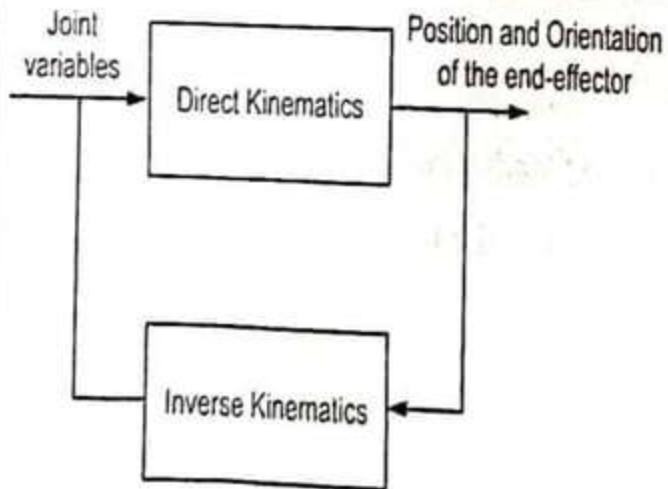 Joint
variables
Direct Kinematics
Position and Orientation
of the end-effector
Inverse Kinematics